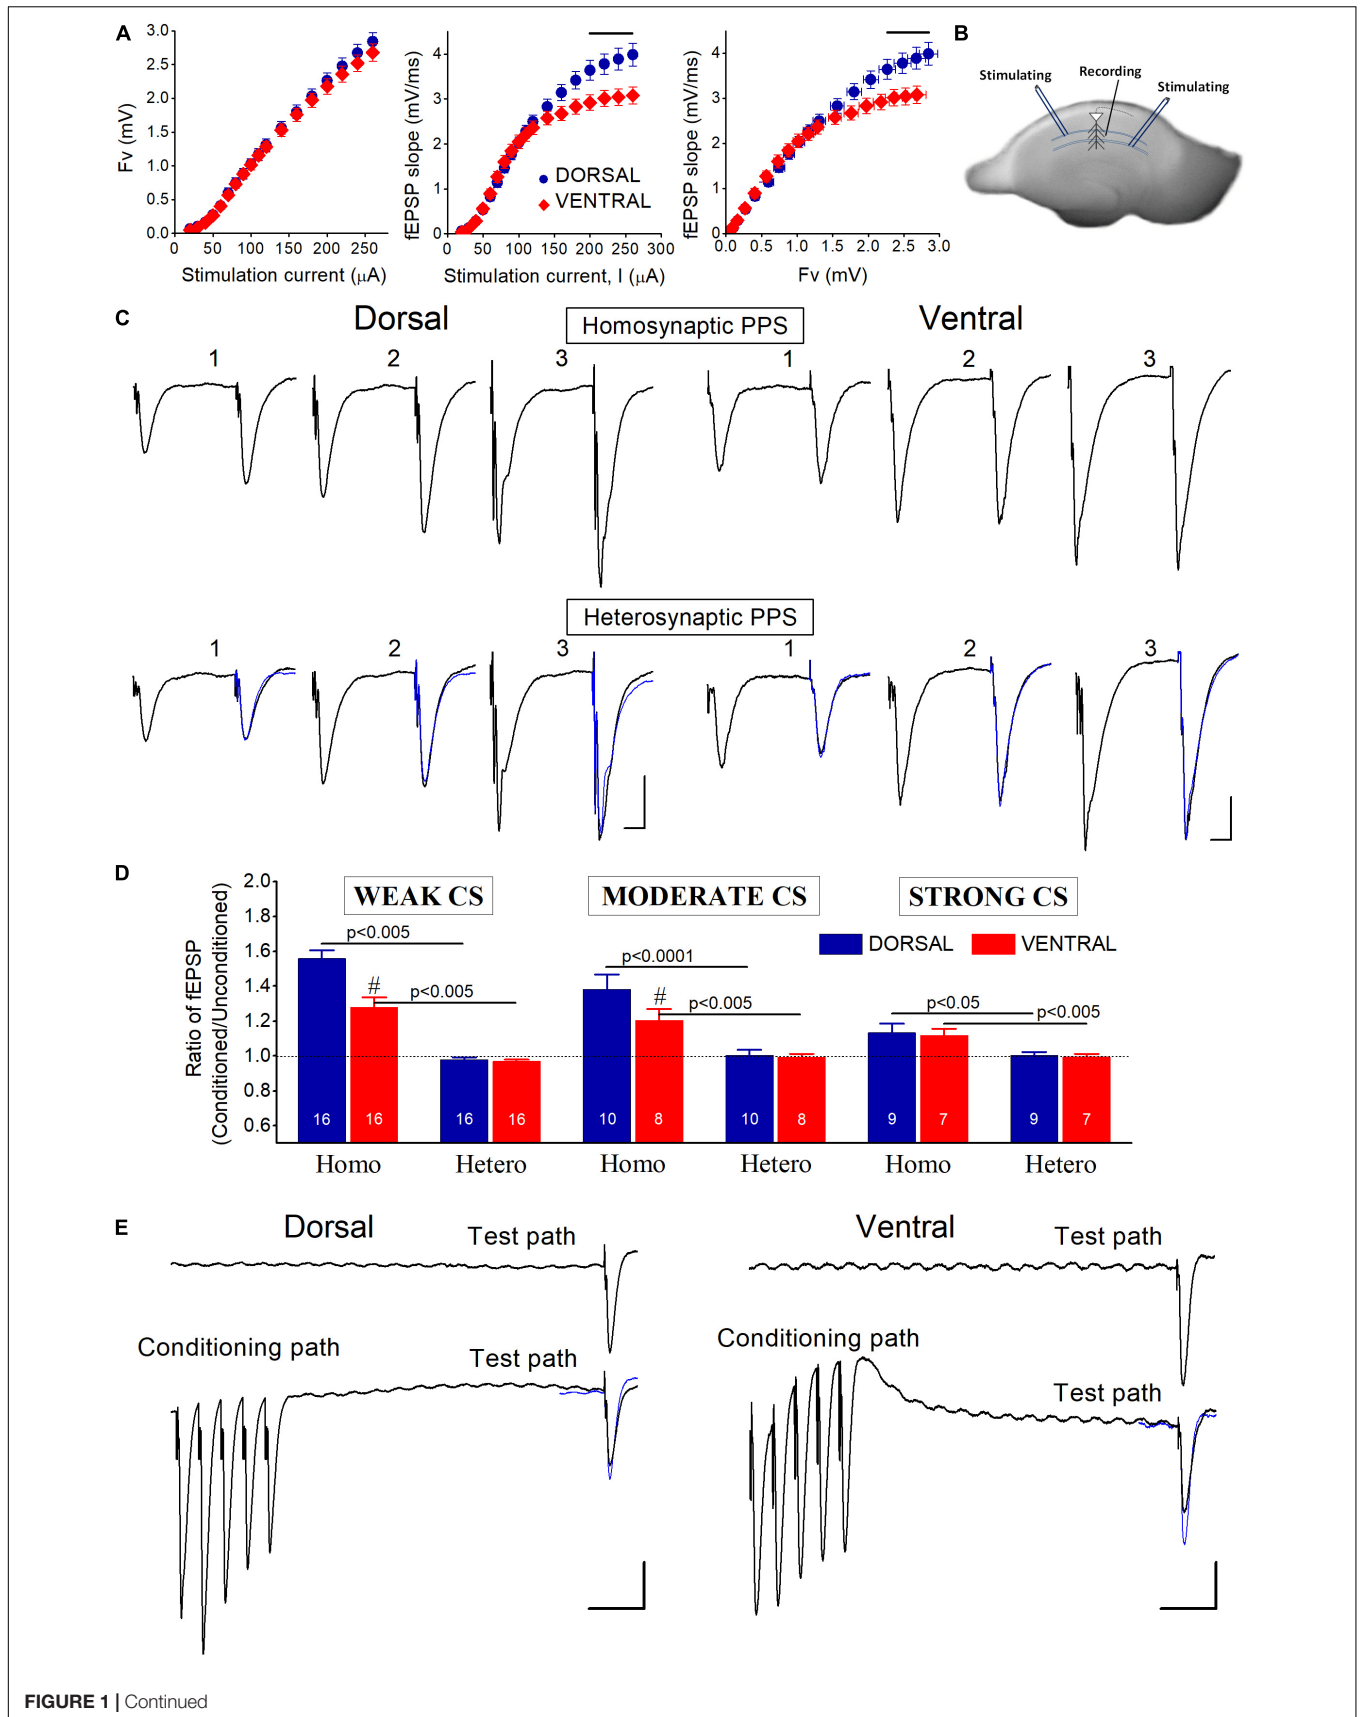 A
3.0
2.5
2.0
1.5
1.0
0.5
0.0
Fv (mV)
0 50 100 150 200 250
Stimulation current (μA)
4
3
2
1
0
fEPSP slope (mV/ms)
DORSAL
VENTRAL
0 50 100 150 200 250 300
Stimulation current, I (μA)
4
3
2
1
0
fEPSP slope (mV/ms)
0.0 0.5 1.0 1.5 2.0 2.5 3.0
Fv (mV)
B
Stimulating
Recording
Stimulating
C
Dorsal
Homosynaptic PPS
Ventral
1 2 3 1 2 3
Heterosynaptic PPS
1 2 3 1 2 3
D
2.0
1.8
1.6
1.4
1.2
1.0
0.8
0.6
Ratio of fEPSP
(Conditioned/Unconditioned)
WEAK CS
MODERATE CS
STRONG CS
DORSAL
VENTRAL
p<0.005
p<0.0001
#
p<0.005
#
p<0.005
p<0.05
p<0.005
16 16 16 16 10 8 10 8 9 7 9 7
Homo Hetero Homo Hetero Homo Hetero
E
Dorsal
Test path
Conditioning path
Test path
Ventral
Test path
Conditioning path
Test path
FIGURE 1 | Continued